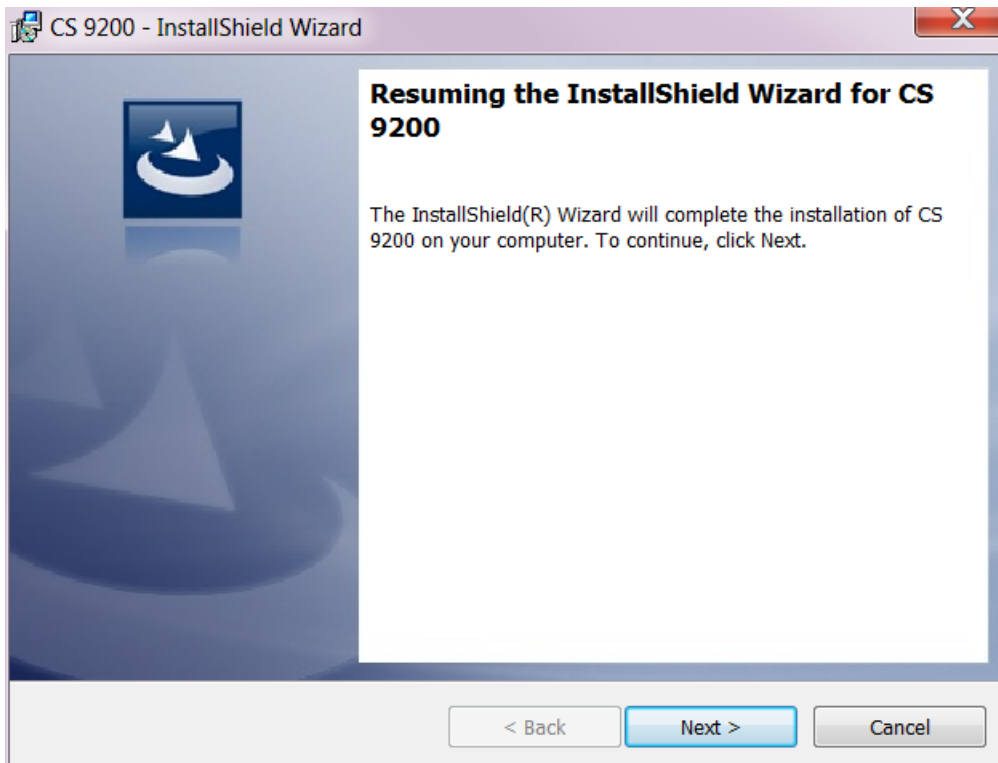 CS 9200 - InstallShield Wizard
Resuming the InstallShield Wizard for CS
9200
The InstallShield(R) Wizard will complete the installation of CS
9200 on your computer. To continue, click Next.
< Back
Next >
Cancel